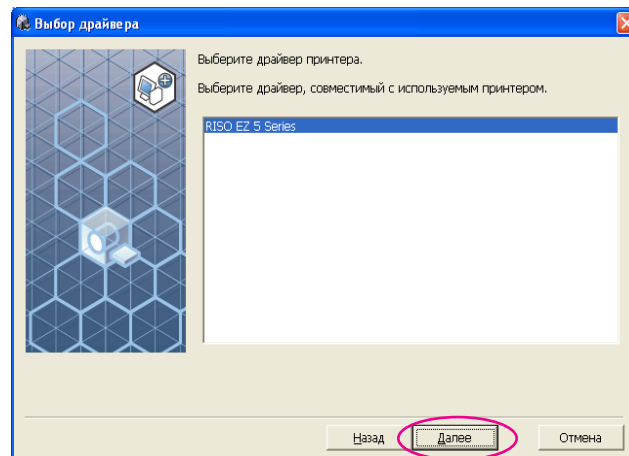 Выбор драйвера
Выберите драйвер принтера.
Выберите драйвер, совместимый с используемым принтером.
RISO EZ 5 Series
Назад
Далее
Отмена